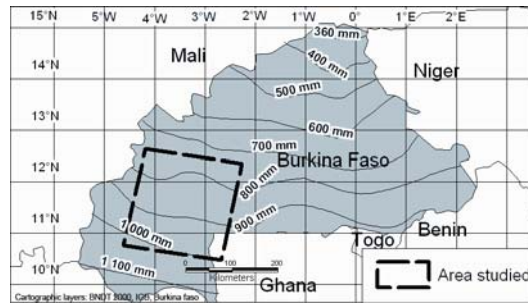 15°N 5°W 4°W 3°W 2°W 1°W 0° 1°E 2°E
360 mm
Mali
400 mm
14°N
Niger
500 mm
13°N
600 mm
700 mm
Burkina Faso
12°N
800 mm
11°N
900 mm
1 000 mm
Benin
Togo
10°N
1 100 mm
0 100 200
Kilometers
Ghana
Area studied
Cartographic layers: BNDT 2000, IGB, Burkina faso